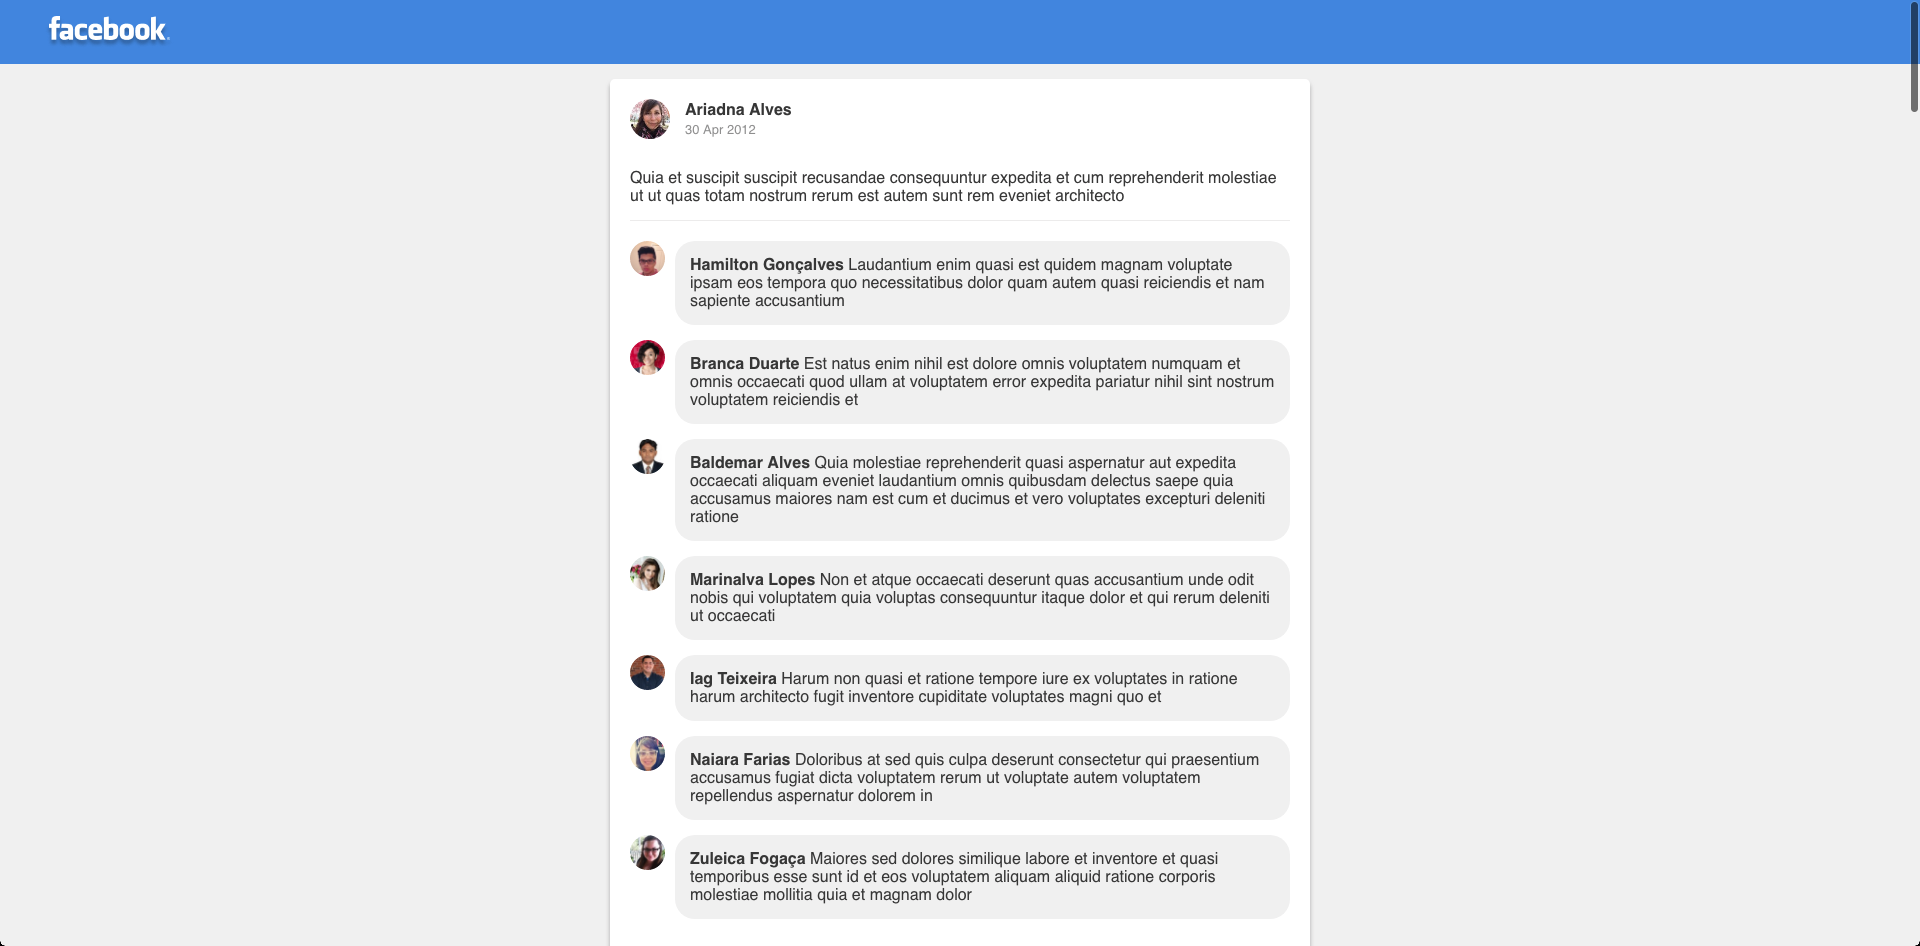 facebook.
Ariadna Alves
30 Apr 2012
Quia et suscipit suscipit recusandae consequuntur expedita et cum reprehenderit molestiae
ut ut quas totam nostrum rerum est autem sunt rem eveniet architecto
Hamilton Gonçalves Laudantium enim quasi est quidem magnam voluptate
ipsam eos tempora quo necessitatibus dolor quam autem quasi reiciendis et nam
sapiente accusantium
Branca Duarte Est natus enim nihil est dolore omnis voluptatem numquam et
omnis occaecati quod ullam at voluptatem error expedita pariatur nihil sint nostrum
voluptatem reiciendis et
Baldemar Alves Quia molestiae reprehenderit quasi aspernatur aut expedita
occaecati aliquam eveniet laudantium omnis quibusdam delectus saepe quia
accusamus maiores nam est cum et ducimus et vero voluptates excepturi deleniti
ratione
Marinalva Lopes Non et atque occaecati deserunt quas accusantium unde odit
nobis qui voluptatem quia voluptas consequuntur itaque dolor et qui rerum deleniti
ut occaecati
Iag Teixeira Harum non quasi et ratione tempore iure ex voluptates in ratione
harum architecto fugit inventore cupiditate voluptates magni quo et
Naiara Farias Doloribus at sed quis culpa deserunt consectetur qui praesentium
accusamus fugiat dicta voluptatem rerum ut voluptate autem voluptatem
repellendus aspernatur dolorem in
Zuleica Fogaça Maiores sed dolores similique labore et inventore et quasi
temporibus esse sunt id et eos voluptatem aliquam aliquid ratione corporis
molestiae mollitia quia et magnam dolor